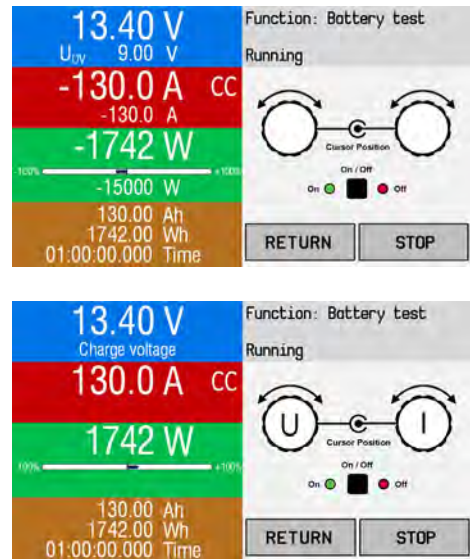 13.40 V
Uuv 9.00 V
-130.0 A CC
-130.0 A
-1742 W
-100% +100%
-15000 W
130.00 Ah
1742.00 Wh
01:00:00.000 Time
Function: Battery test
Running
Cursor Position
On / Off
On Off
RETURN STOP
13.40 V
Charge voltage
130.0 A CC
1742 W
-100% +100%
130.00 Ah
1742.00 Wh
01:00:00.000 Time
Function: Battery test
Running
U I
Cursor Position
On / Off
On Off
RETURN STOP